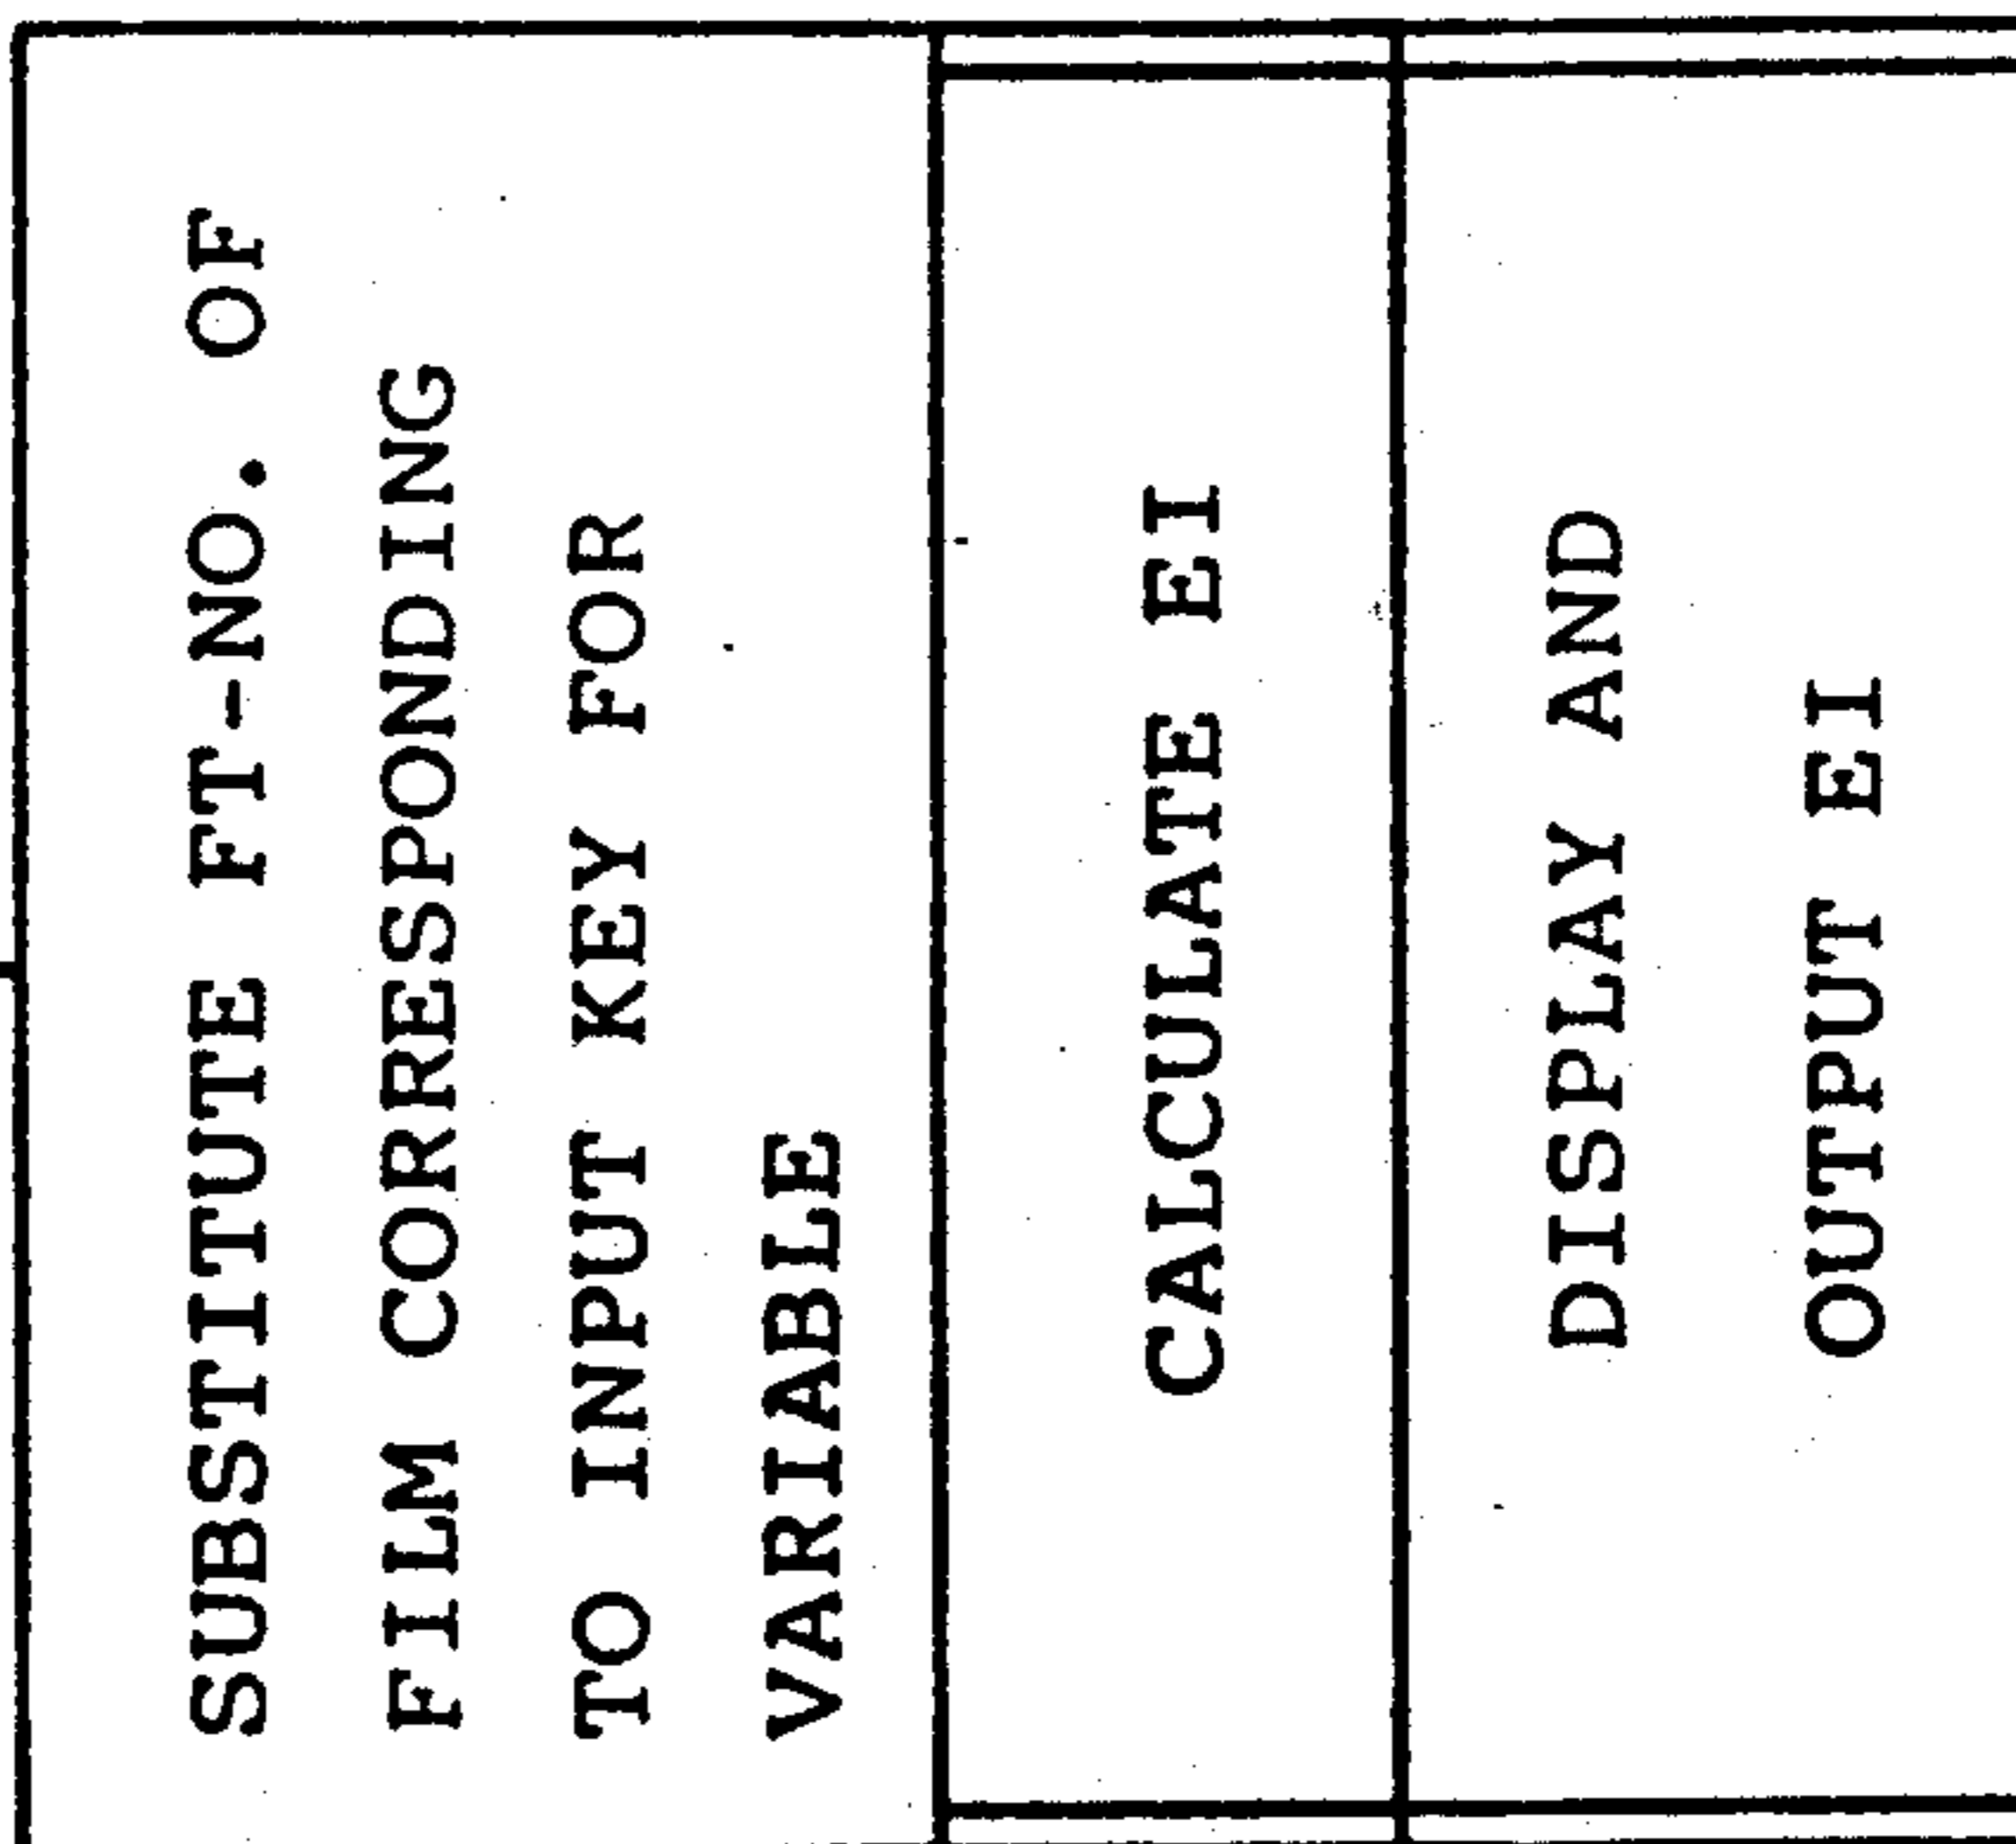 SUBSTITUTE FT-NO. OF
FILM CORRESPONDING
TO INPUT KEY FOR
VARIABLE
CALCULATE EI
DISPLAY AND
OUTPUT EI